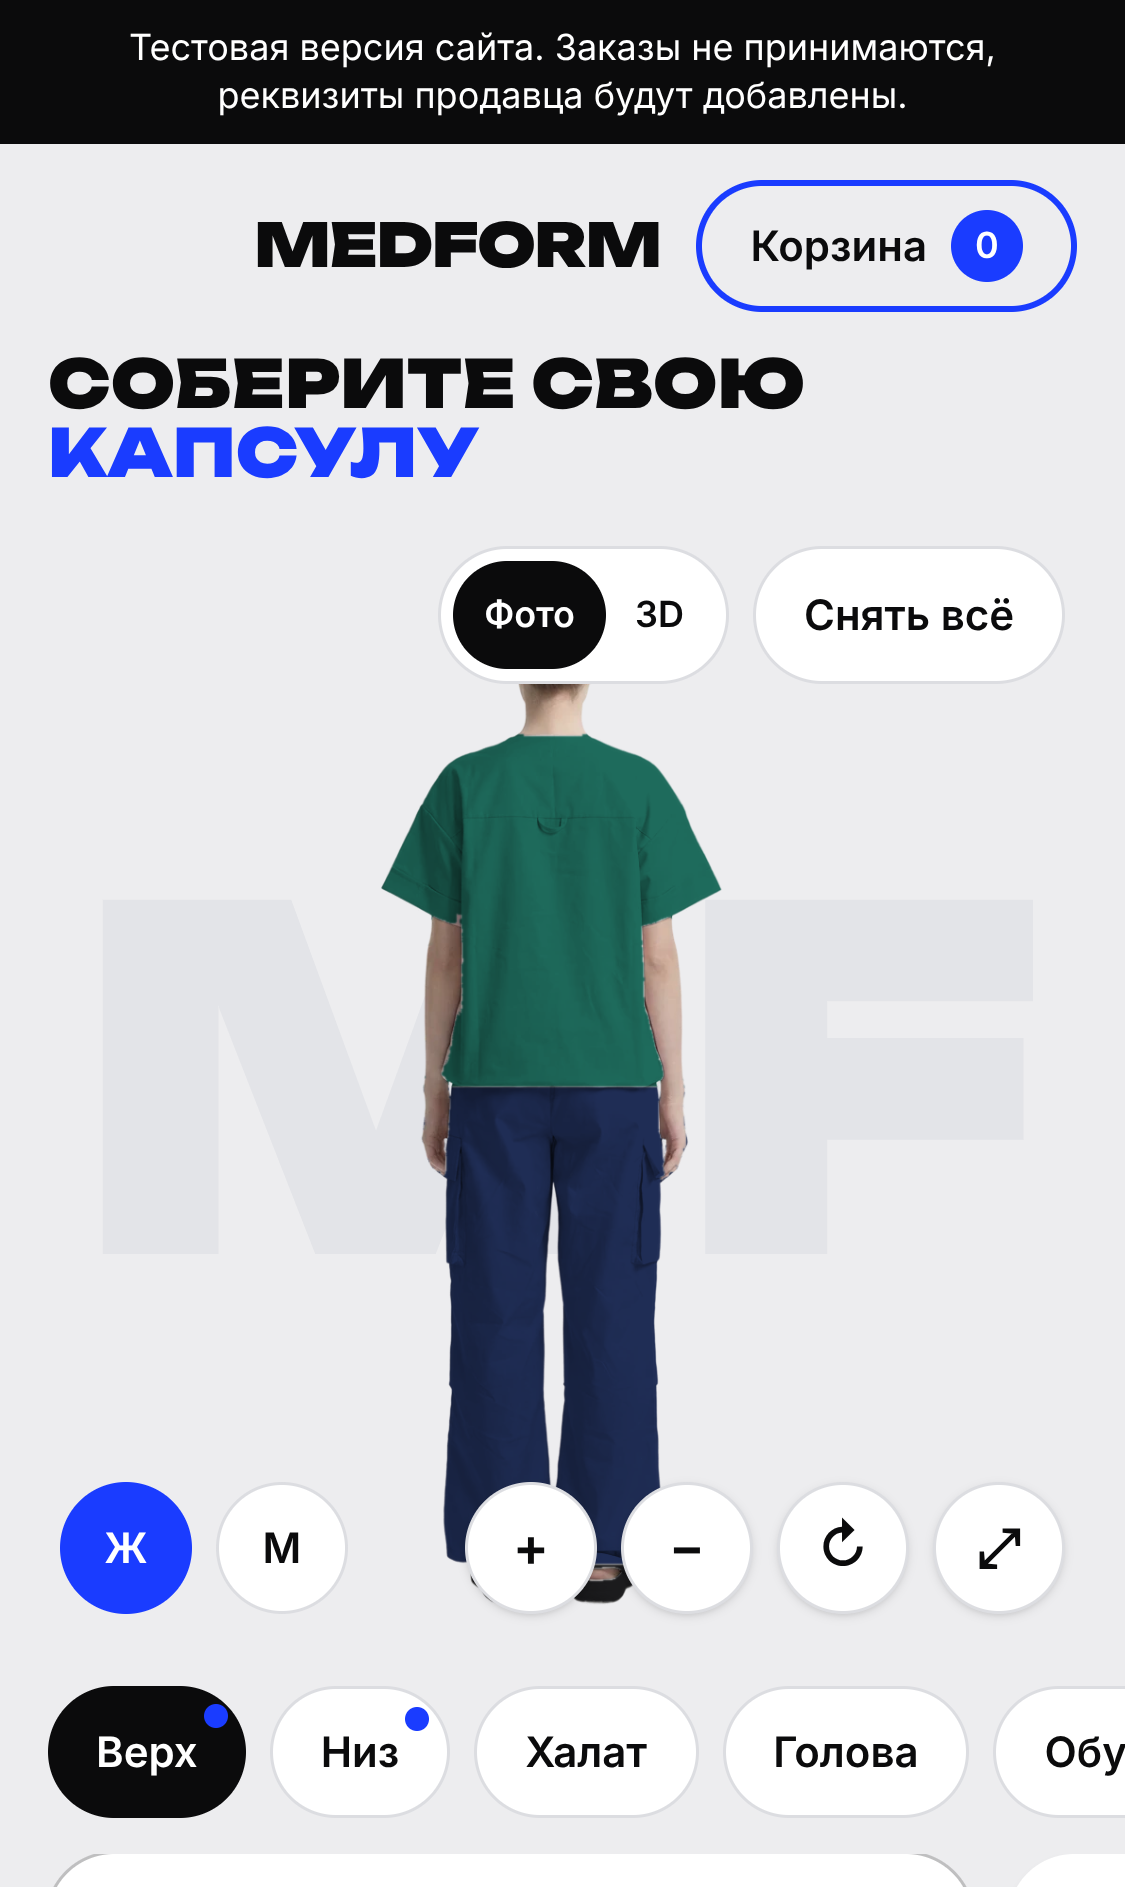 Тестовая версия сайта. Заказы не принимаются,
реквизиты продавца будут добавлены.
MEDFORM
Корзина 0
СОБЕРИТЕ СВОЮ
КАПСУЛУ
Фото 3D Снять всё
M F
Ж М + −
Верх Низ Халат Голова Обу